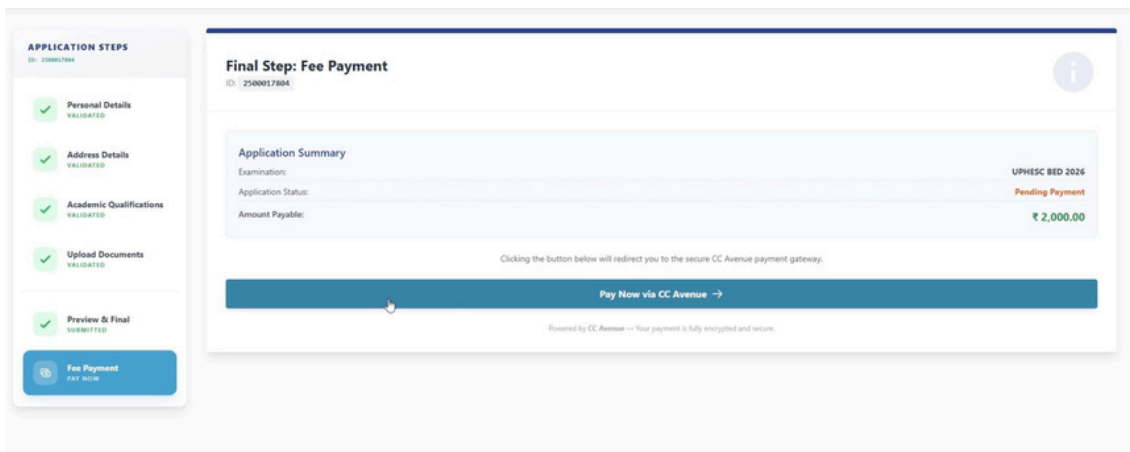 APPLICATION STEPS
ID: 2500017804
Personal Details
VALIDATED
Address Details
VALIDATED
Academic Qualifications
VALIDATED
Upload Documents
VALIDATED
Preview & Final
SUBMITTED
Fee Payment
PAY NOW
Final Step: Fee Payment
ID: 2500017804
Application Summary
Examination: UPHESC BED 2026
Application Status: Pending Payment
Amount Payable: ₹ 2,000.00
Clicking the button below will redirect you to the secure CC Avenue payment gateway.
Pay Now via CC Avenue →
Powered by CC Avenue — Your payment is fully encrypted and secure.